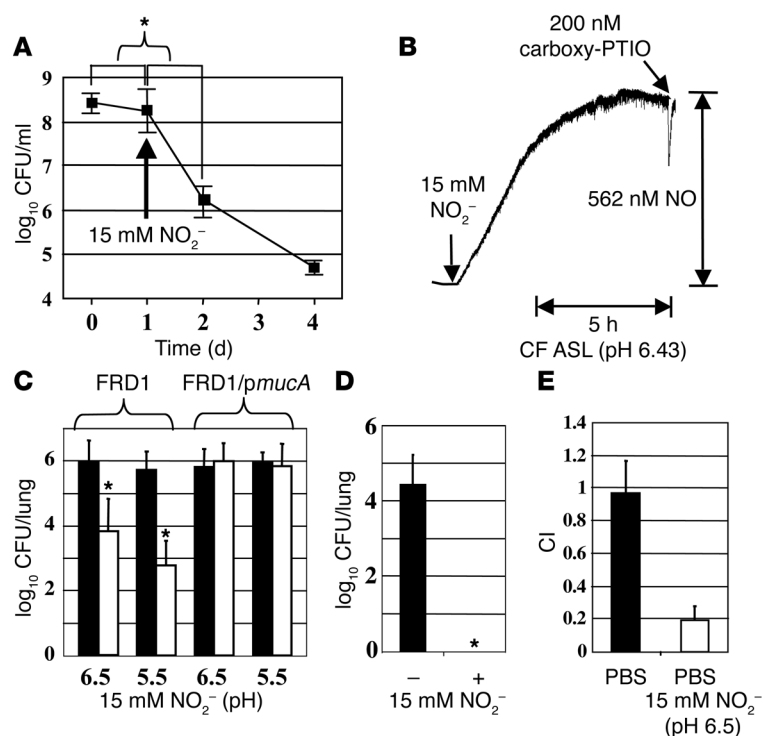 A
*
log₁₀ CFU/ml
9
8
7
6
5
4
15 mM NO₂⁻
0 1 2 3 4
Time (d)
B
200 nM
carboxy-PTIO
15 mM
NO₂⁻
562 nM NO
5 h
CF ASL (pH 6.43)
C
FRD1 FRD1/pmucA
log₁₀ CFU/lung
6
4
2
0
*
*
6.5 5.5 6.5 5.5
15 mM NO₂⁻ (pH)
D
log₁₀ CFU/lung
6
4
2
0
*
− +
15 mM NO₂⁻
E
CI
1.4
1.2
1
0.8
0.6
0.4
0.2
0
PBS PBS
15 mM NO₂⁻
(pH 6.5)